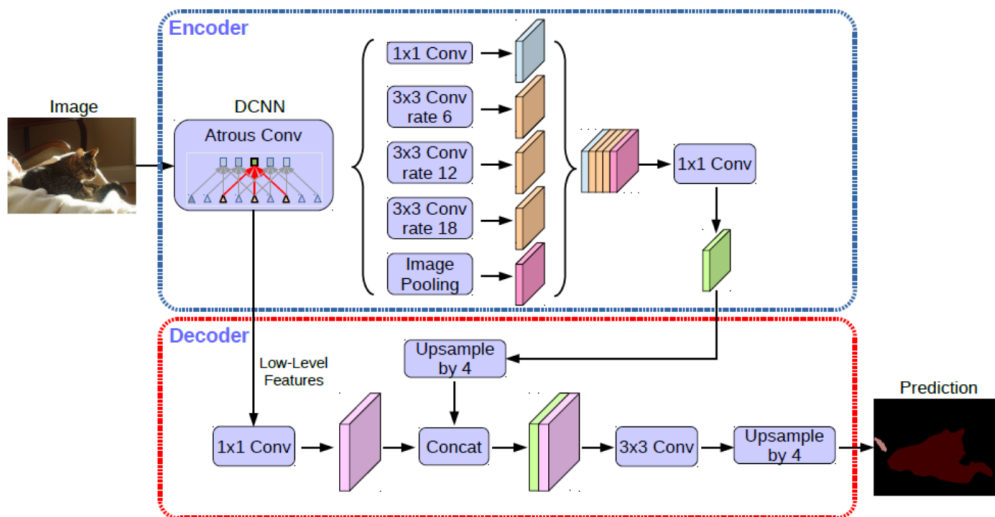 Encoder
Image
DCNN
Atrous Conv
1x1 Conv
3x3 Conv
rate 6
3x3 Conv
rate 12
3x3 Conv
rate 18
Image
Pooling
1x1 Conv
Decoder
Low-Level
Features
Upsample
by 4
1x1 Conv
Concat
3x3 Conv
Upsample
by 4
Prediction